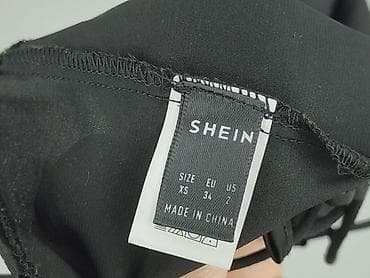 SHEIN
SIZE EU US
XS 34 2
MADE IN CHINA